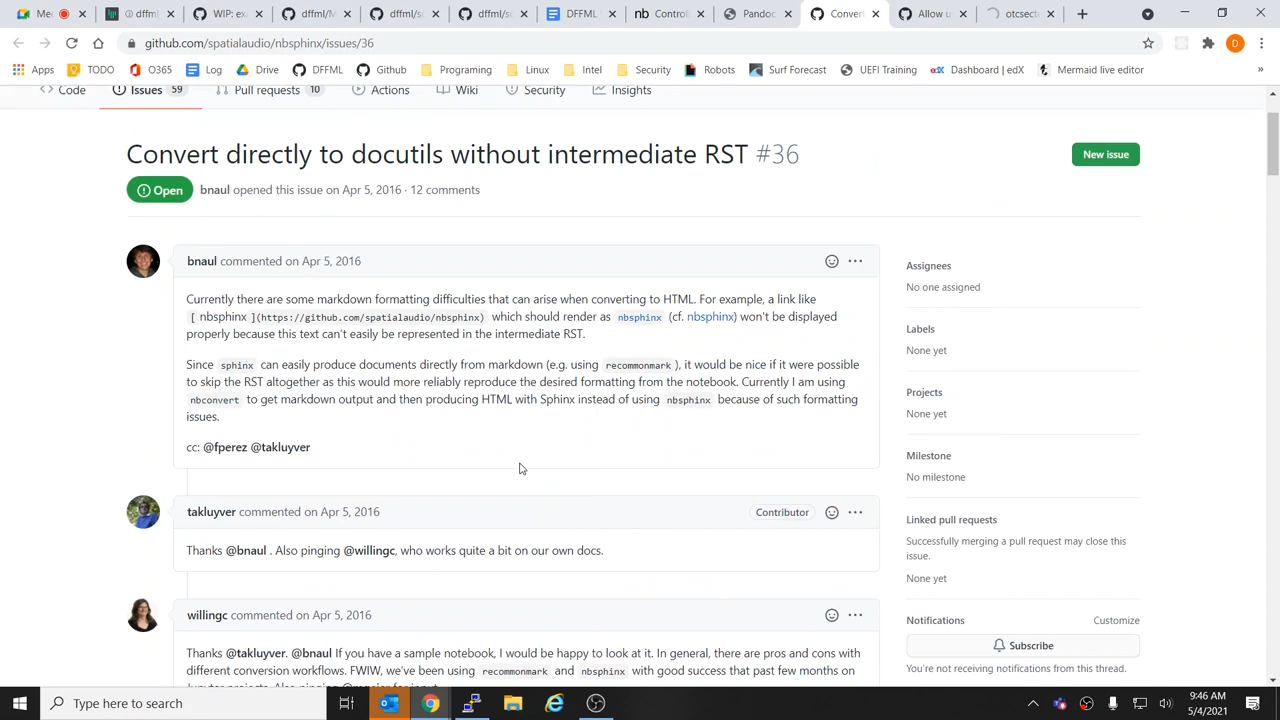 Me
@ dffml
WIP: ex
dffml/M
dffml/s
dffml/s
DFFML
nb Contro
Pandoc
Conver
Allow u
otcsecte
github.com/spatialaudio/nbsphinx/issues/36
D
Apps TODO O365 Log Drive DFFML Github Programing Linux Intel Security Robots Surf Forecast UEFI Training edX Dashboard | edX Mermaid live editor »
Code Issues 59 Pull requests 10 Actions Wiki Security Insights
Convert directly to docutils without intermediate RST #36
New issue
Open bnaul opened this issue on Apr 5, 2016 · 12 comments
bnaul commented on Apr 5, 2016
Currently there are some markdown formatting difficulties that can arise when converting to HTML. For example, a link like
[ nbsphinx ](https://github.com/spatialaudio/nbsphinx) which should render as nbsphinx (cf. nbsphinx) won't be displayed
properly because this text can't easily be represented in the intermediate RST.
Since sphinx can easily produce documents directly from markdown (e.g. using recommonmark ), it would be nice if it were possible
to skip the RST altogether as this would more reliably reproduce the desired formatting from the notebook. Currently I am using
nbconvert to get markdown output and then producing HTML with Sphinx instead of using nbsphinx because of such formatting
issues.
cc: @fperez @takluyver
takluyver commented on Apr 5, 2016
Contributor
Thanks @bnaul . Also pinging @willingc, who works quite a bit on our own docs.
willingc commented on Apr 5, 2016
Thanks @takluyver. @bnaul If you have a sample notebook, I would be happy to look at it. In general, there are pros and cons with
different conversion workflows. FWIW, we've been using recommonmark and nbsphinx with good success that past few months on
Assignees
No one assigned
Labels
None yet
Projects
None yet
Milestone
No milestone
Linked pull requests
Successfully merging a pull request may close this
issue.
None yet
Notifications Customize
Subscribe
You're not receiving notifications from this thread.
Type here to search
9:46 AM
5/4/2021